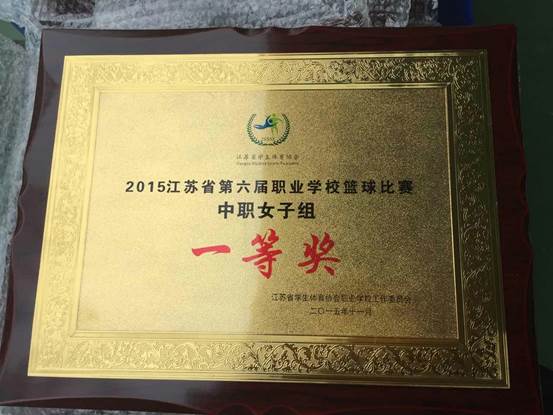 江苏省学生体育协会
2015江苏省第六届职业学校篮球比赛
中职女子组
一等奖
江苏省学生体育协会职业学校工作委员会
二〇一五年十一月